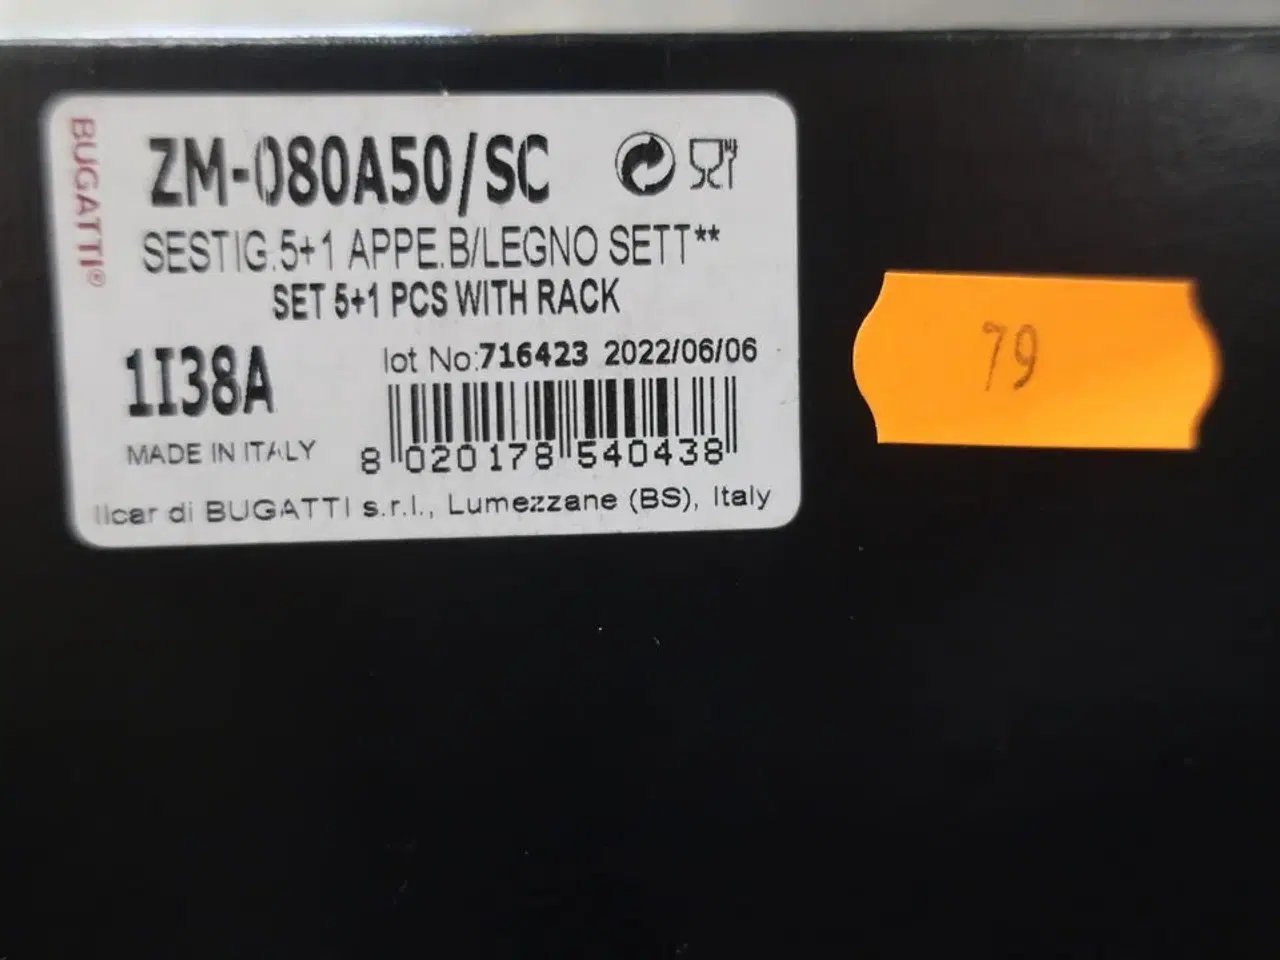 BUGATTI®
ZM-080A50/SC
SESTIG.5+1 APPE.B/LEGNO SETT**
SET 5+1 PCS WITH RACK
1I38A
lot No:716423 2022/06/06
MADE IN ITALY
8 020178 540438
Ilcar di BUGATTI s.r.l., Lumezzane (BS), Italy
79